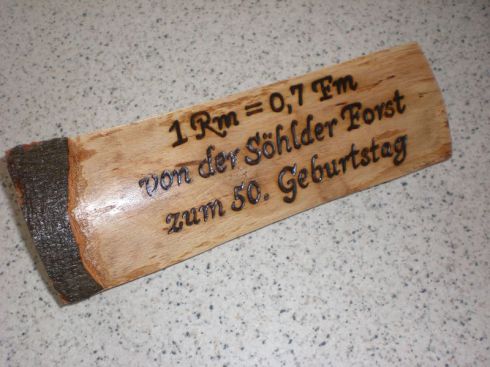 1 Rm = 0,7 Fm
von der Söhlder Forst
zum 50. Geburtstag